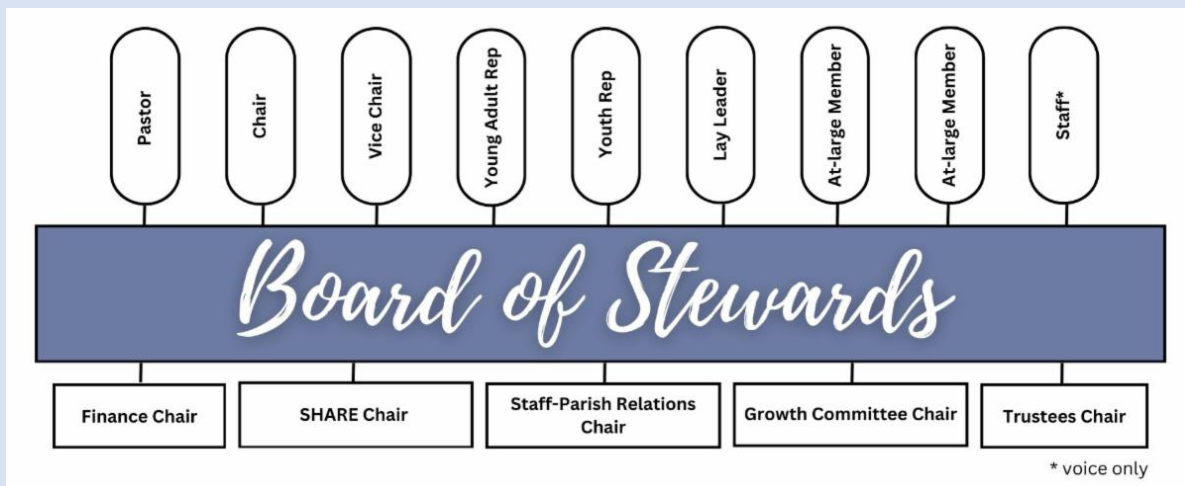 Pastor
Chair
Vice Chair
Young Adult Rep
Youth Rep
Lay Leader
At-large Member
At-large Member
Staff*
Board of Stewards
Finance Chair
SHARE Chair
Staff-Parish Relations
Chair
Growth Committee Chair
Trustees Chair
* voice only